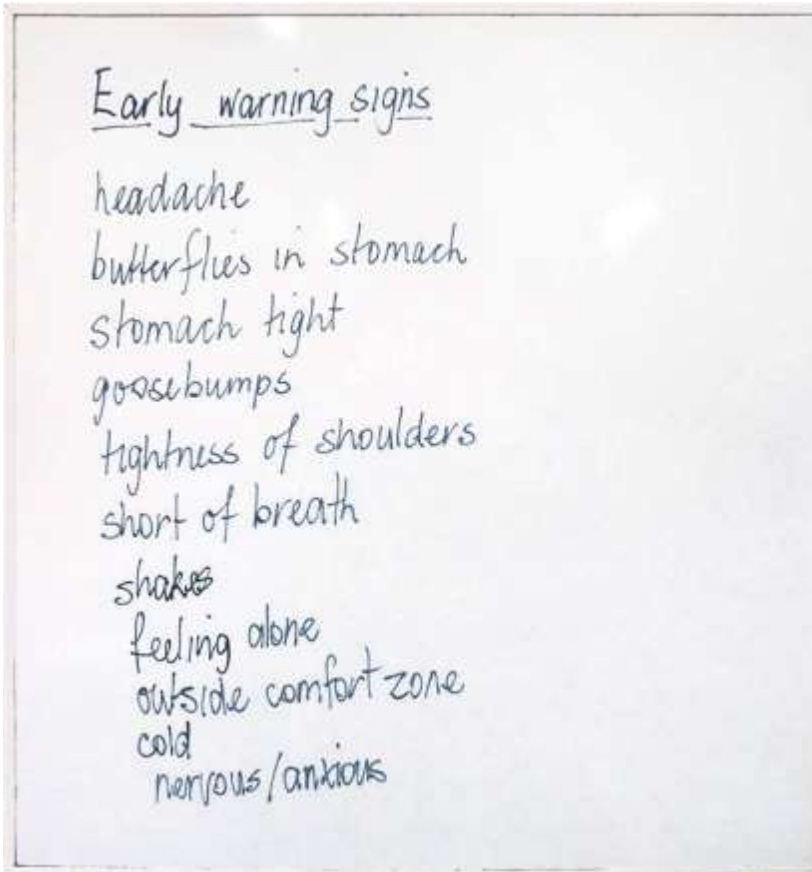 Early warning signs
headache
butterflies in stomach
stomach tight
goosebumps
tightness of shoulders
short of breath
shakes
feeling alone
outside comfort zone
cold
nervous/anxious